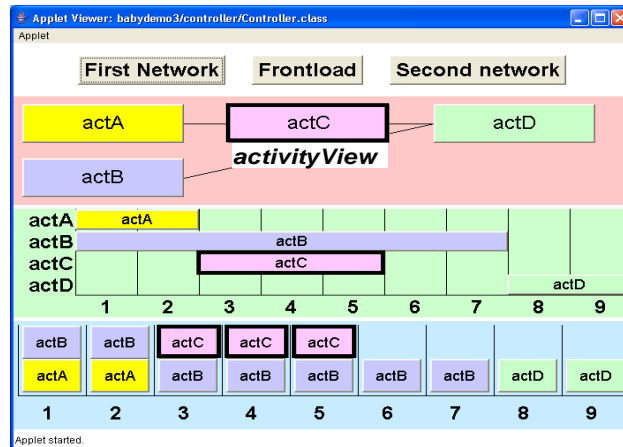 Applet Viewer: babydemo3/controller/Controller.class
Applet
First Network Frontload Second network
actA actC actD
activityView
actB
actA actA
actB actB
actC actC
actD actD
1 2 3 4 5 6 7 8 9
actB actB actC actC actC
actA actA actB actB actB actB actB actD actD
1 2 3 4 5 6 7 8 9
Applet started.